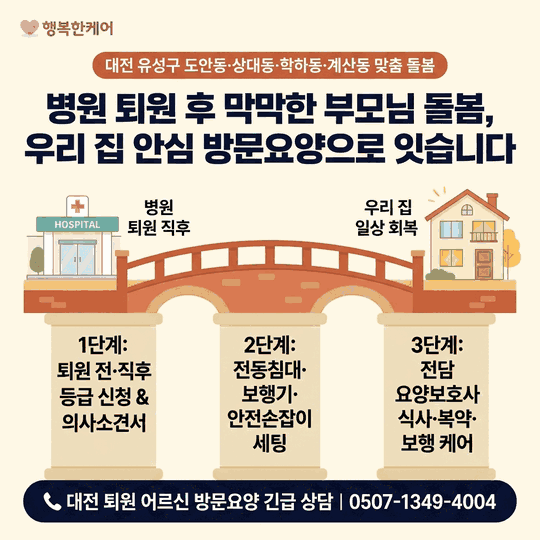 행복한케어
대전 유성구 도안동·상대동·학하동·계산동 맞춤 돌봄
병원 퇴원 후 막막한 부모님 돌봄,
우리 집 안심 방문요양으로 잇습니다
병원
퇴원 직후
우리 집
일상 회복
HOSPITAL
1단계:
퇴원 전·직후
등급 신청 &
의사소견서
2단계:
전동침대·
보행기·
안전손잡이
세팅
3단계:
전담
요양보호사
식사·복약·
보행 케어
대전 퇴원 어르신 방문요양 긴급 상담 | 0507-1349-4004